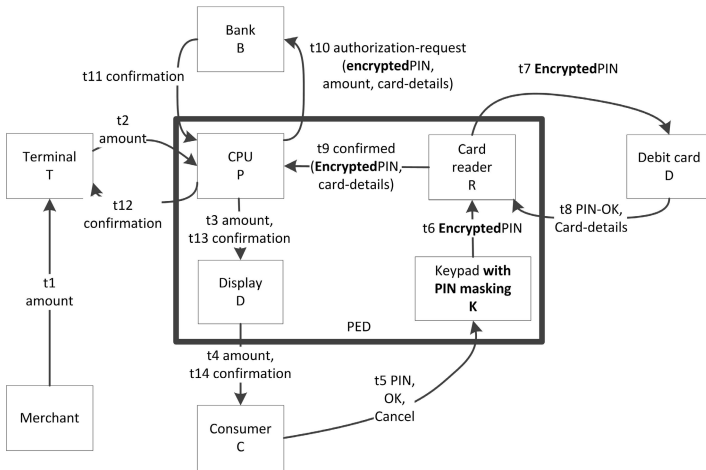 Bank
B
t10 authorization-request
(encryptedPIN,
amount, card-details)
t11 confirmation
t7 EncryptedPIN
t2
amount
Terminal
T
CPU
P
t9 confirmed
(EncryptedPIN,
card-details)
Card
reader
R
Debit card
D
t12
confirmation
t3 amount,
t13 confirmation
t8 PIN-OK,
Card-details
t6 EncryptedPIN
t1
amount
Display
D
Keypad with
PIN masking
K
PED
t4 amount,
t14 confirmation
t5 PIN,
OK,
Cancel
Merchant
Consumer
C